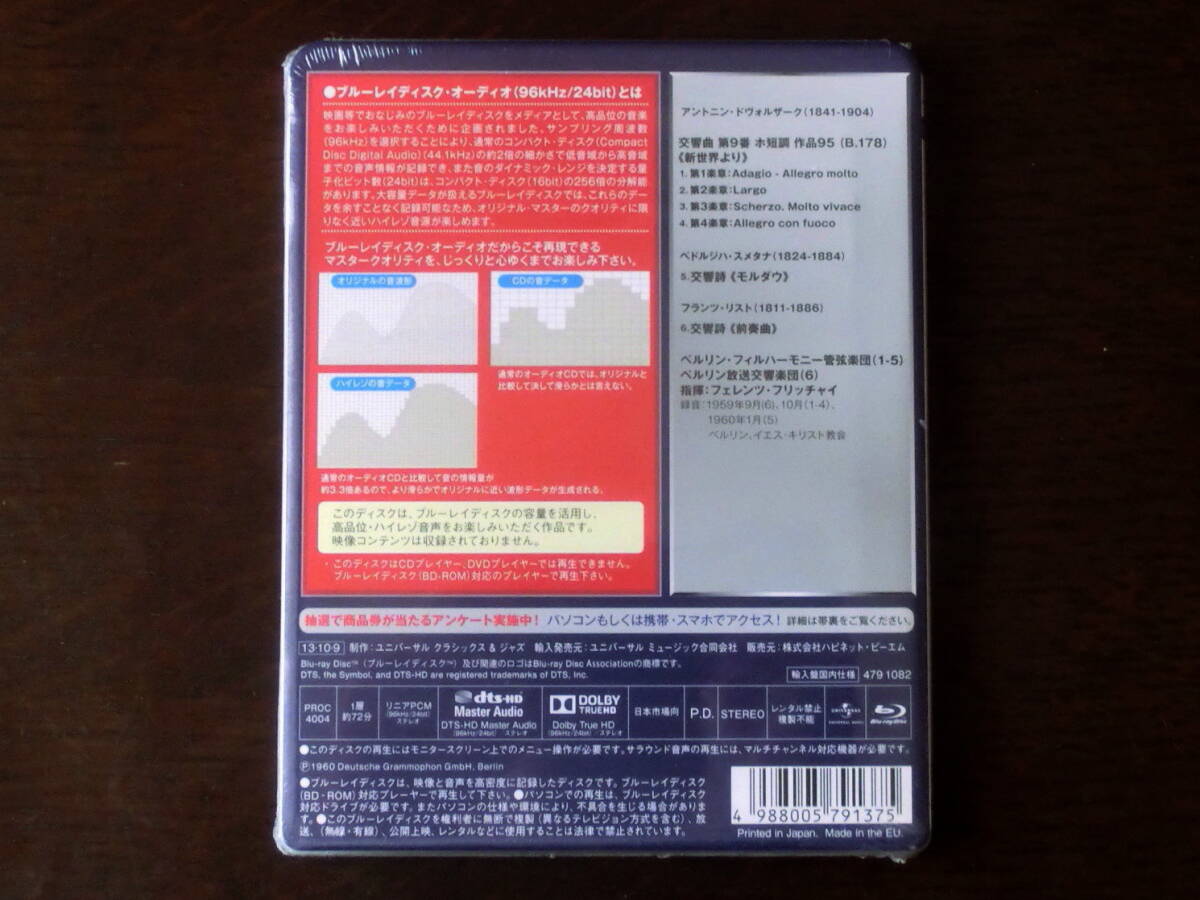 ●ブルーレイディスク・オーディオ(96kHz/24bit)とは
映画等でおなじみのブルーレイディスクをメディアとして、高品位の音楽
をお楽しみいただくために企画されました。サンプリング周波数
(96kHz)を選択することにより、通常のコンパクト・ディスク(Compact
Disc Digital Audio)(44.1kHz)の約2倍の細かさで低音域から高音域
までの音声情報が記録でき、また音のダイナミック・レンジを決定する量
子化ビット数(24bit)は、コンパクト・ディスク(16bit)の256倍の分解能
があります。大容量データが扱えるブルーレイディスクでは、これらのデー
タを余すことなく記録可能なため、オリジナル・マスターのクオリティに限
りなく近いハイレゾ音源が楽しめます。
ブルーレイディスク・オーディオだからこそ再現できる
マスタークオリティを、じっくりと心ゆくまでお楽しみ下さい。
オリジナルの音波形
CDの音データ
通常のオーディオCDでは、オリジナルと
比較して決して滑らかとは言えない。
ハイレゾの音データ
通常のオーディオCDと比較して音の情報量が
約3.3倍あるので、より滑らかでオリジナルに近い波形データが生成される。
このディスクは、ブルーレイディスクの容量を活用し、
高品位・ハイレゾ音声をお楽しみいただく作品です。
映像コンテンツは収録されておりません。
・このディスクはCDプレイヤー、DVDプレイヤーでは再生できません。
ブルーレイディスク(BD-ROM)対応のプレイヤーで再生下さい。
アントニン・ドヴォルザーク(1841-1904)
交響曲 第9番 ホ短調 作品95 (B.178)
《新世界より》
1. 第1楽章:Adagio - Allegro molto
2. 第2楽章:Largo
3. 第3楽章:Scherzo. Molto vivace
4. 第4楽章:Allegro con fuoco
ベドルジハ・スメタナ(1824-1884)
5. 交響詩《モルダウ》
フランツ・リスト(1811-1886)
6. 交響詩《前奏曲》
ベルリン・フィルハーモニー管弦楽団(1-5)
ベルリン放送交響楽団(6)
指揮:フェレンツ・フリッチャイ
録音:1959年9月(6)、10月(1-4)、
1960年1月(5)
ベルリン、イエス・キリスト教会
抽選で商品券が当たるアンケート実施中! パソコンもしくは携帯・スマホでアクセス! 詳細は帯裏をご覧ください。
13・10・9 制作:ユニバーサル クラシックス & ジャズ 輸入発売元:ユニバーサル ミュージック合同会社 販売元:株式会社ハピネット・ピーエム
Blu-ray Disc™ (ブルーレイディスク™) 及び関連のロゴはBlu-ray Disc Associationの商標です。
DTS, the Symbol, and DTS-HD are registered trademarks of DTS, Inc.
輸入盤国内仕様 479 1082
PROC 4004
1層 約72分
リニアPCM (96kHz/24bit) ステレオ
dts-HD Master Audio
DTS-HD Master Audio (96kHz/24bit) / ステレオ
DOLBY TRUEHD
Dolby True HD (96kHz/24bit) / ステレオ
日本市場向
P.D.
STEREO
レンタル禁止 複製不能
UNIVERSAL
UNIVERSAL MUSIC
Blu-ray Disc
●このディスクの再生にはモニタースクリーン上でのメニュー操作が必要です。サラウンド音声の再生には、マルチチャンネル対応機器が必要です。
Ⓟ1960 Deutsche Grammophon GmbH, Berlin
●ブルーレイディスクは、映像と音声を高密度に記録したディスクです。ブルーレイディスク
(BD-ROM) 対応プレーヤーで再生して下さい。●パソコンでの再生は、ブルーレイディスク
対応ドライブが必要です。またパソコンの仕様や環境により、不具合を生じる場合がありま
す。●このブルーレイディスクを権利者に無断で複製(異なるテレビジョン方式を含む)、放
送、(無線・有線)、公開上映、レンタルなどに使用することは法律で禁止されています。
4 988005 791375
Printed in Japan. Made in the EU.